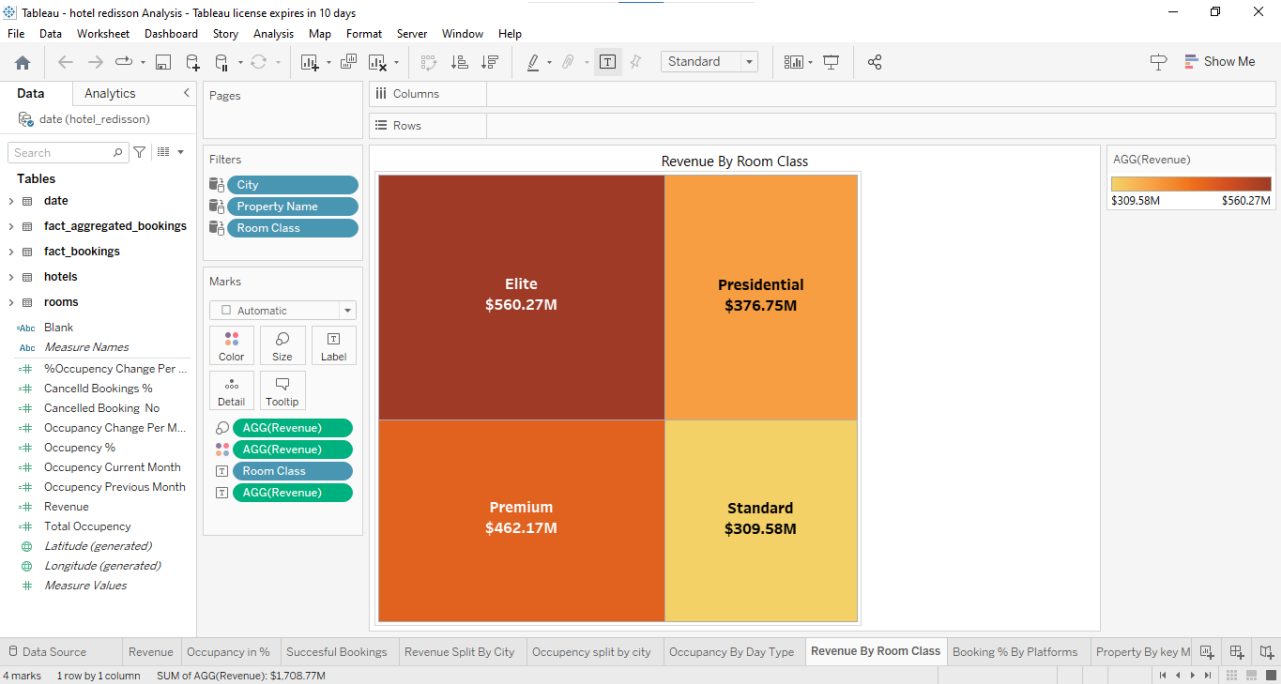 Tableau - hotel redisson Analysis - Tableau license expires in 10 days
File Data Worksheet Dashboard Story Analysis Map Format Server Window Help
Standard
Show Me
Data
Analytics
date (hotel_redisson)
Search
Tables
date
fact_aggregated_bookings
fact_bookings
hotels
rooms
Abc Blank
Abc Measure Names
%Occupency Change Per ...
Cancelld Bookings %
Cancelled Booking No
Occupancy Change Per M...
Occupency %
Occupency Current Month
Occupency Previous Month
Revenue
Total Occupency
Latitude (generated)
Longitude (generated)
Measure Values
Pages
Filters
City
Property Name
Room Class
Marks
Automatic
Color Size Label
Detail Tooltip
AGG(Revenue)
AGG(Revenue)
Room Class
AGG(Revenue)
Columns
Rows
Revenue By Room Class
Elite
$560.27M
Presidential
$376.75M
Premium
$462.17M
Standard
$309.58M
AGG(Revenue)
$309.58M $560.27M
Data Source Revenue Occupancy in % Succesful Bookings Revenue Split By City Occupency split by city Occupancy By Day Type Revenue By Room Class Booking % By Platforms Property By key M
4 marks 1 row by 1 column SUM of AGG(Revenue): $1,708.77M